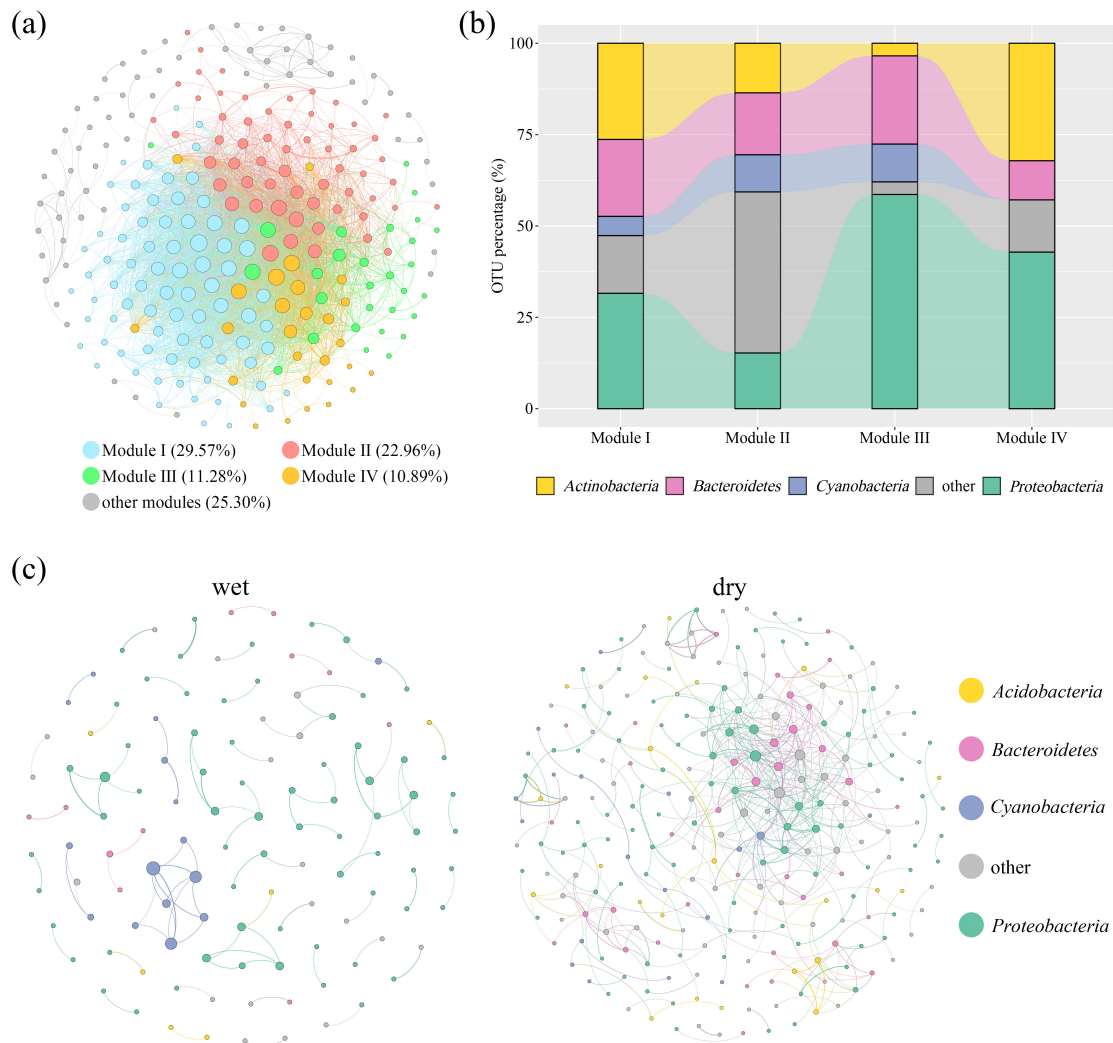 (a)
Module I (29.57%) Module II (22.96%)
Module III (11.28%) Module IV (10.89%)
other modules (25.30%)
(b)
OTU percentage (%)
100
75
50
25
0
Module I Module II Module III Module IV
Actinobacteria Bacteroidetes Cyanobacteria other Proteobacteria
(c)
wet dry
Acidobacteria
Bacteroidetes
Cyanobacteria
other
Proteobacteria